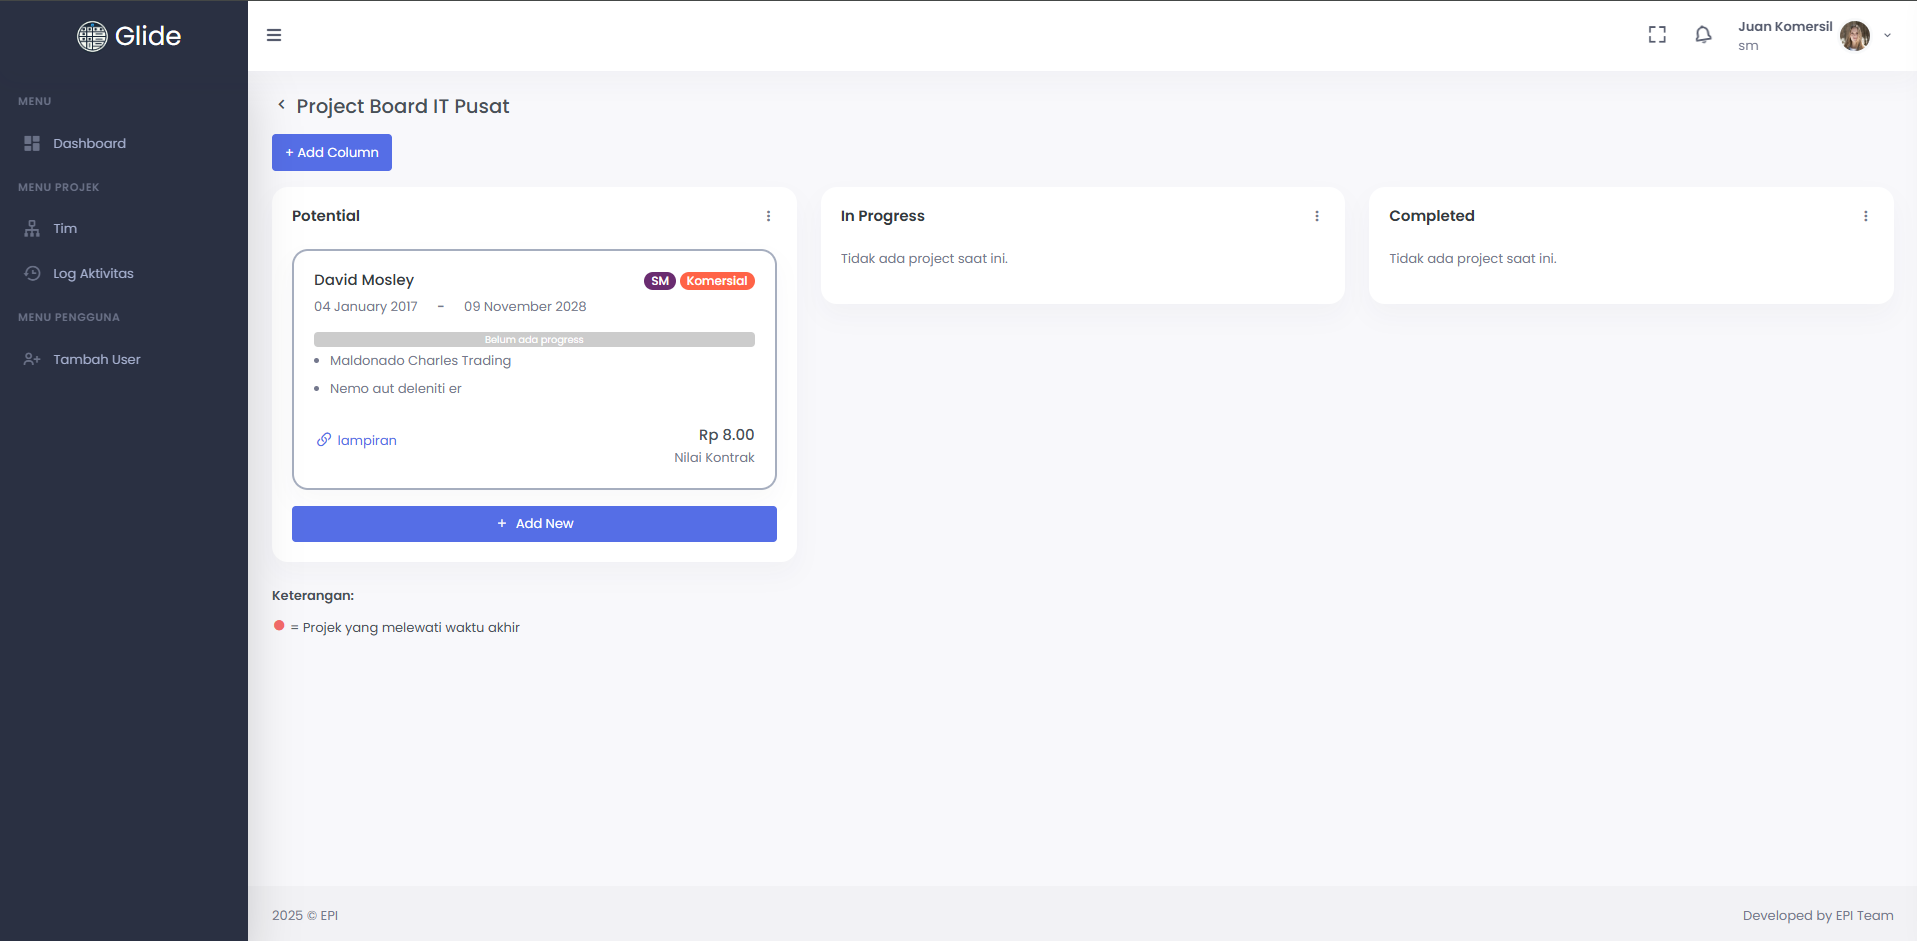 Glide
MENU
Dashboard
MENU PROJEK
Tim
Log Aktivitas
MENU PENGGUNA
Tambah User
Juan Komersil
sm
Project Board IT Pusat
+ Add Column
Potential
David Mosley
SM Komersial
04 January 2017 - 09 November 2028
Belum ada progress
Maldonado Charles Trading
Nemo aut deleniti er
lampiran
Rp 8.00
Nilai Kontrak
+ Add New
In Progress
Tidak ada project saat ini.
Completed
Tidak ada project saat ini.
Keterangan:
= Projek yang melewati waktu akhir
2025 © EPI
Developed by EPI Team